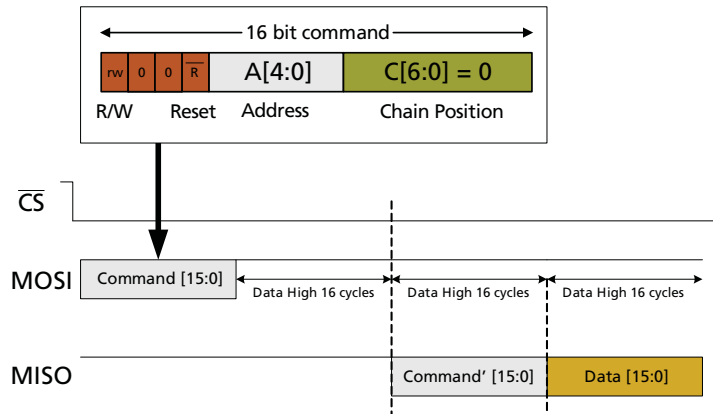 16 bit command
rw 0 0 R̅ A[4:0] C[6:0] = 0
R/W Reset Address Chain Position
C̅S̅
MOSI Command [15:0] Data High 16 cycles Data High 16 cycles Data High 16 cycles
MISO Command’ [15:0] Data [15:0]